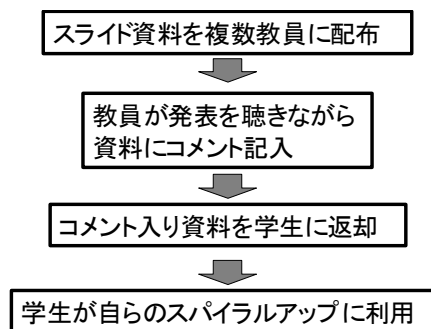 スライド資料を複数教員に配布
教員が発表を聴きながら
資料にコメント記入
コメント入り資料を学生に返却
学生が自らのスパイラルアップに利用